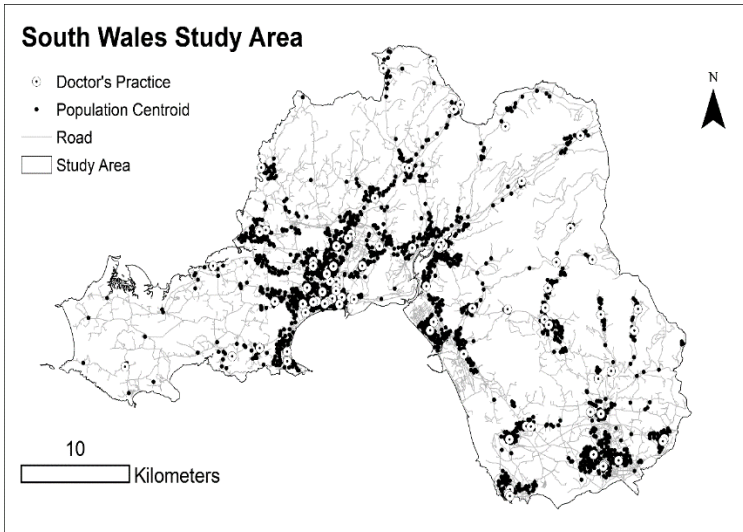 South Wales Study Area
Doctor's Practice
Population Centroid
Road
Study Area
N
10
Kilometers